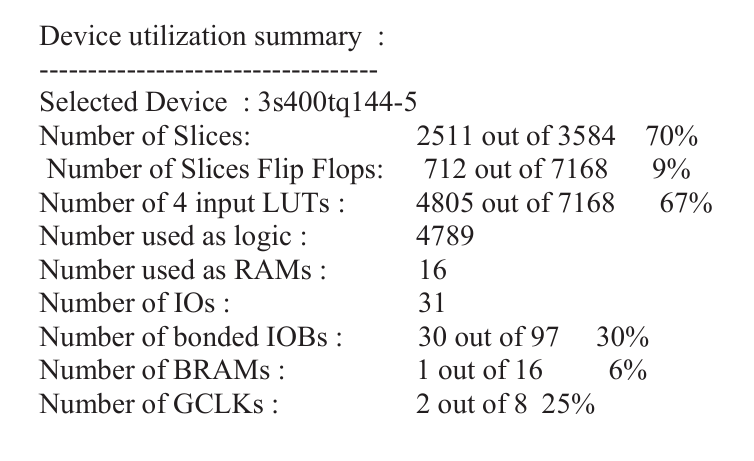 Device utilization summary :
-----------------------------------
Selected Device : 3s400tq144-5
Number of Slices: 2511 out of 3584 70%
Number of Slices Flip Flops: 712 out of 7168 9%
Number of 4 input LUTs : 4805 out of 7168 67%
Number used as logic : 4789
Number used as RAMs : 16
Number of IOs : 31
Number of bonded IOBs : 30 out of 97 30%
Number of BRAMs : 1 out of 16 6%
Number of GCLKs : 2 out of 8 25%